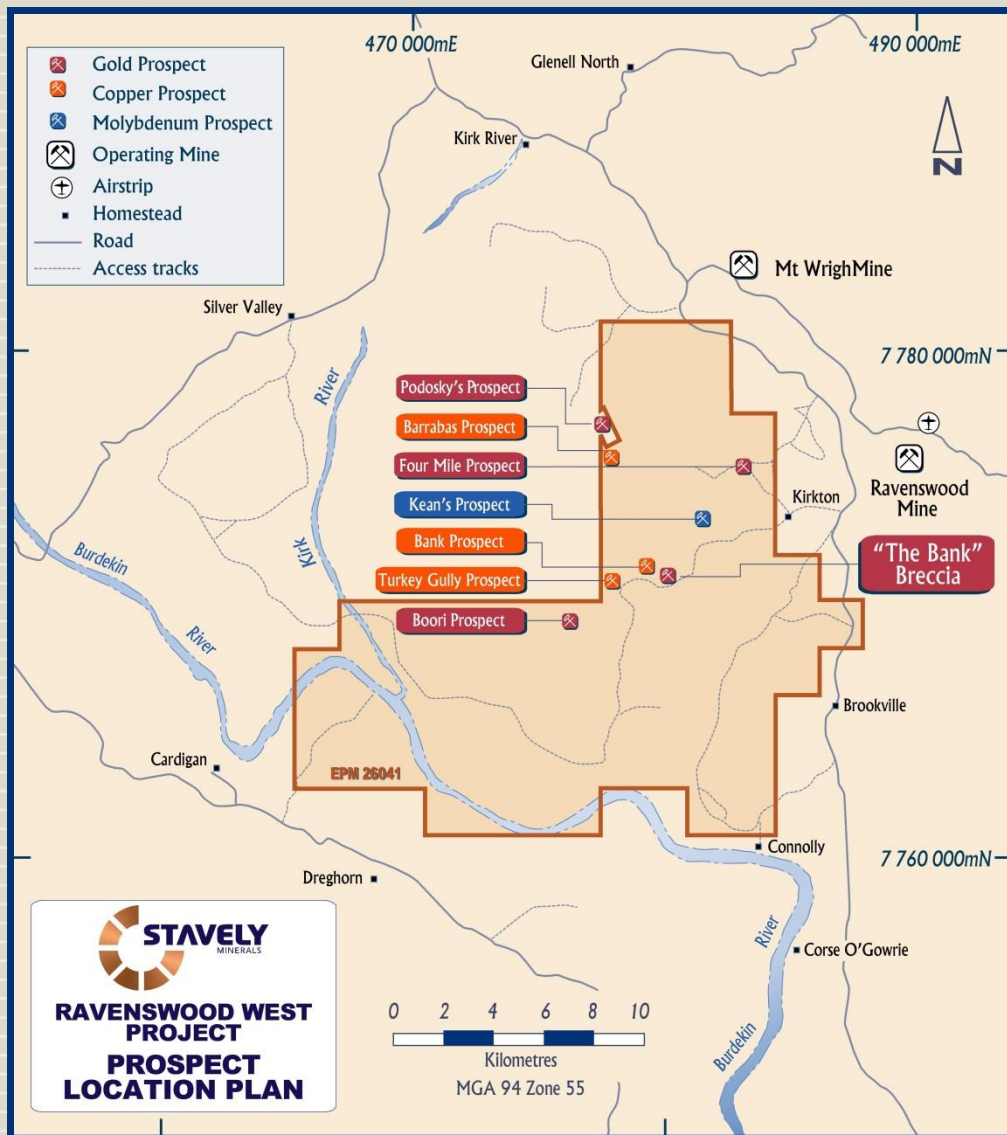 470 000mE
490 000mE
Gold Prospect
Copper Prospect
Molybdenum Prospect
Operating Mine
Airstrip
Homestead
Road
Access tracks
Glenell North
N
Kirk River
Mt WrighMine
Silver Valley
7 780 000mN
River
Kirk
Podosky's Prospect
Barrabas Prospect
Four Mile Prospect
Kean's Prospect
Bank Prospect
Turkey Gully Prospect
Boori Prospect
Ravenswood
Mine
Kirkton
"The Bank"
Breccia
Burdekin
River
Brookville
Cardigan
EPM 26041
Connolly
7 760 000mN
Dreghorn
River
Corse O'Gowrie
Burdekin
STAVELY
MINERALS
RAVENSWOOD WEST
PROJECT
PROSPECT
LOCATION PLAN
0 2 4 6 8 10
Kilometres
MGA 94 Zone 55